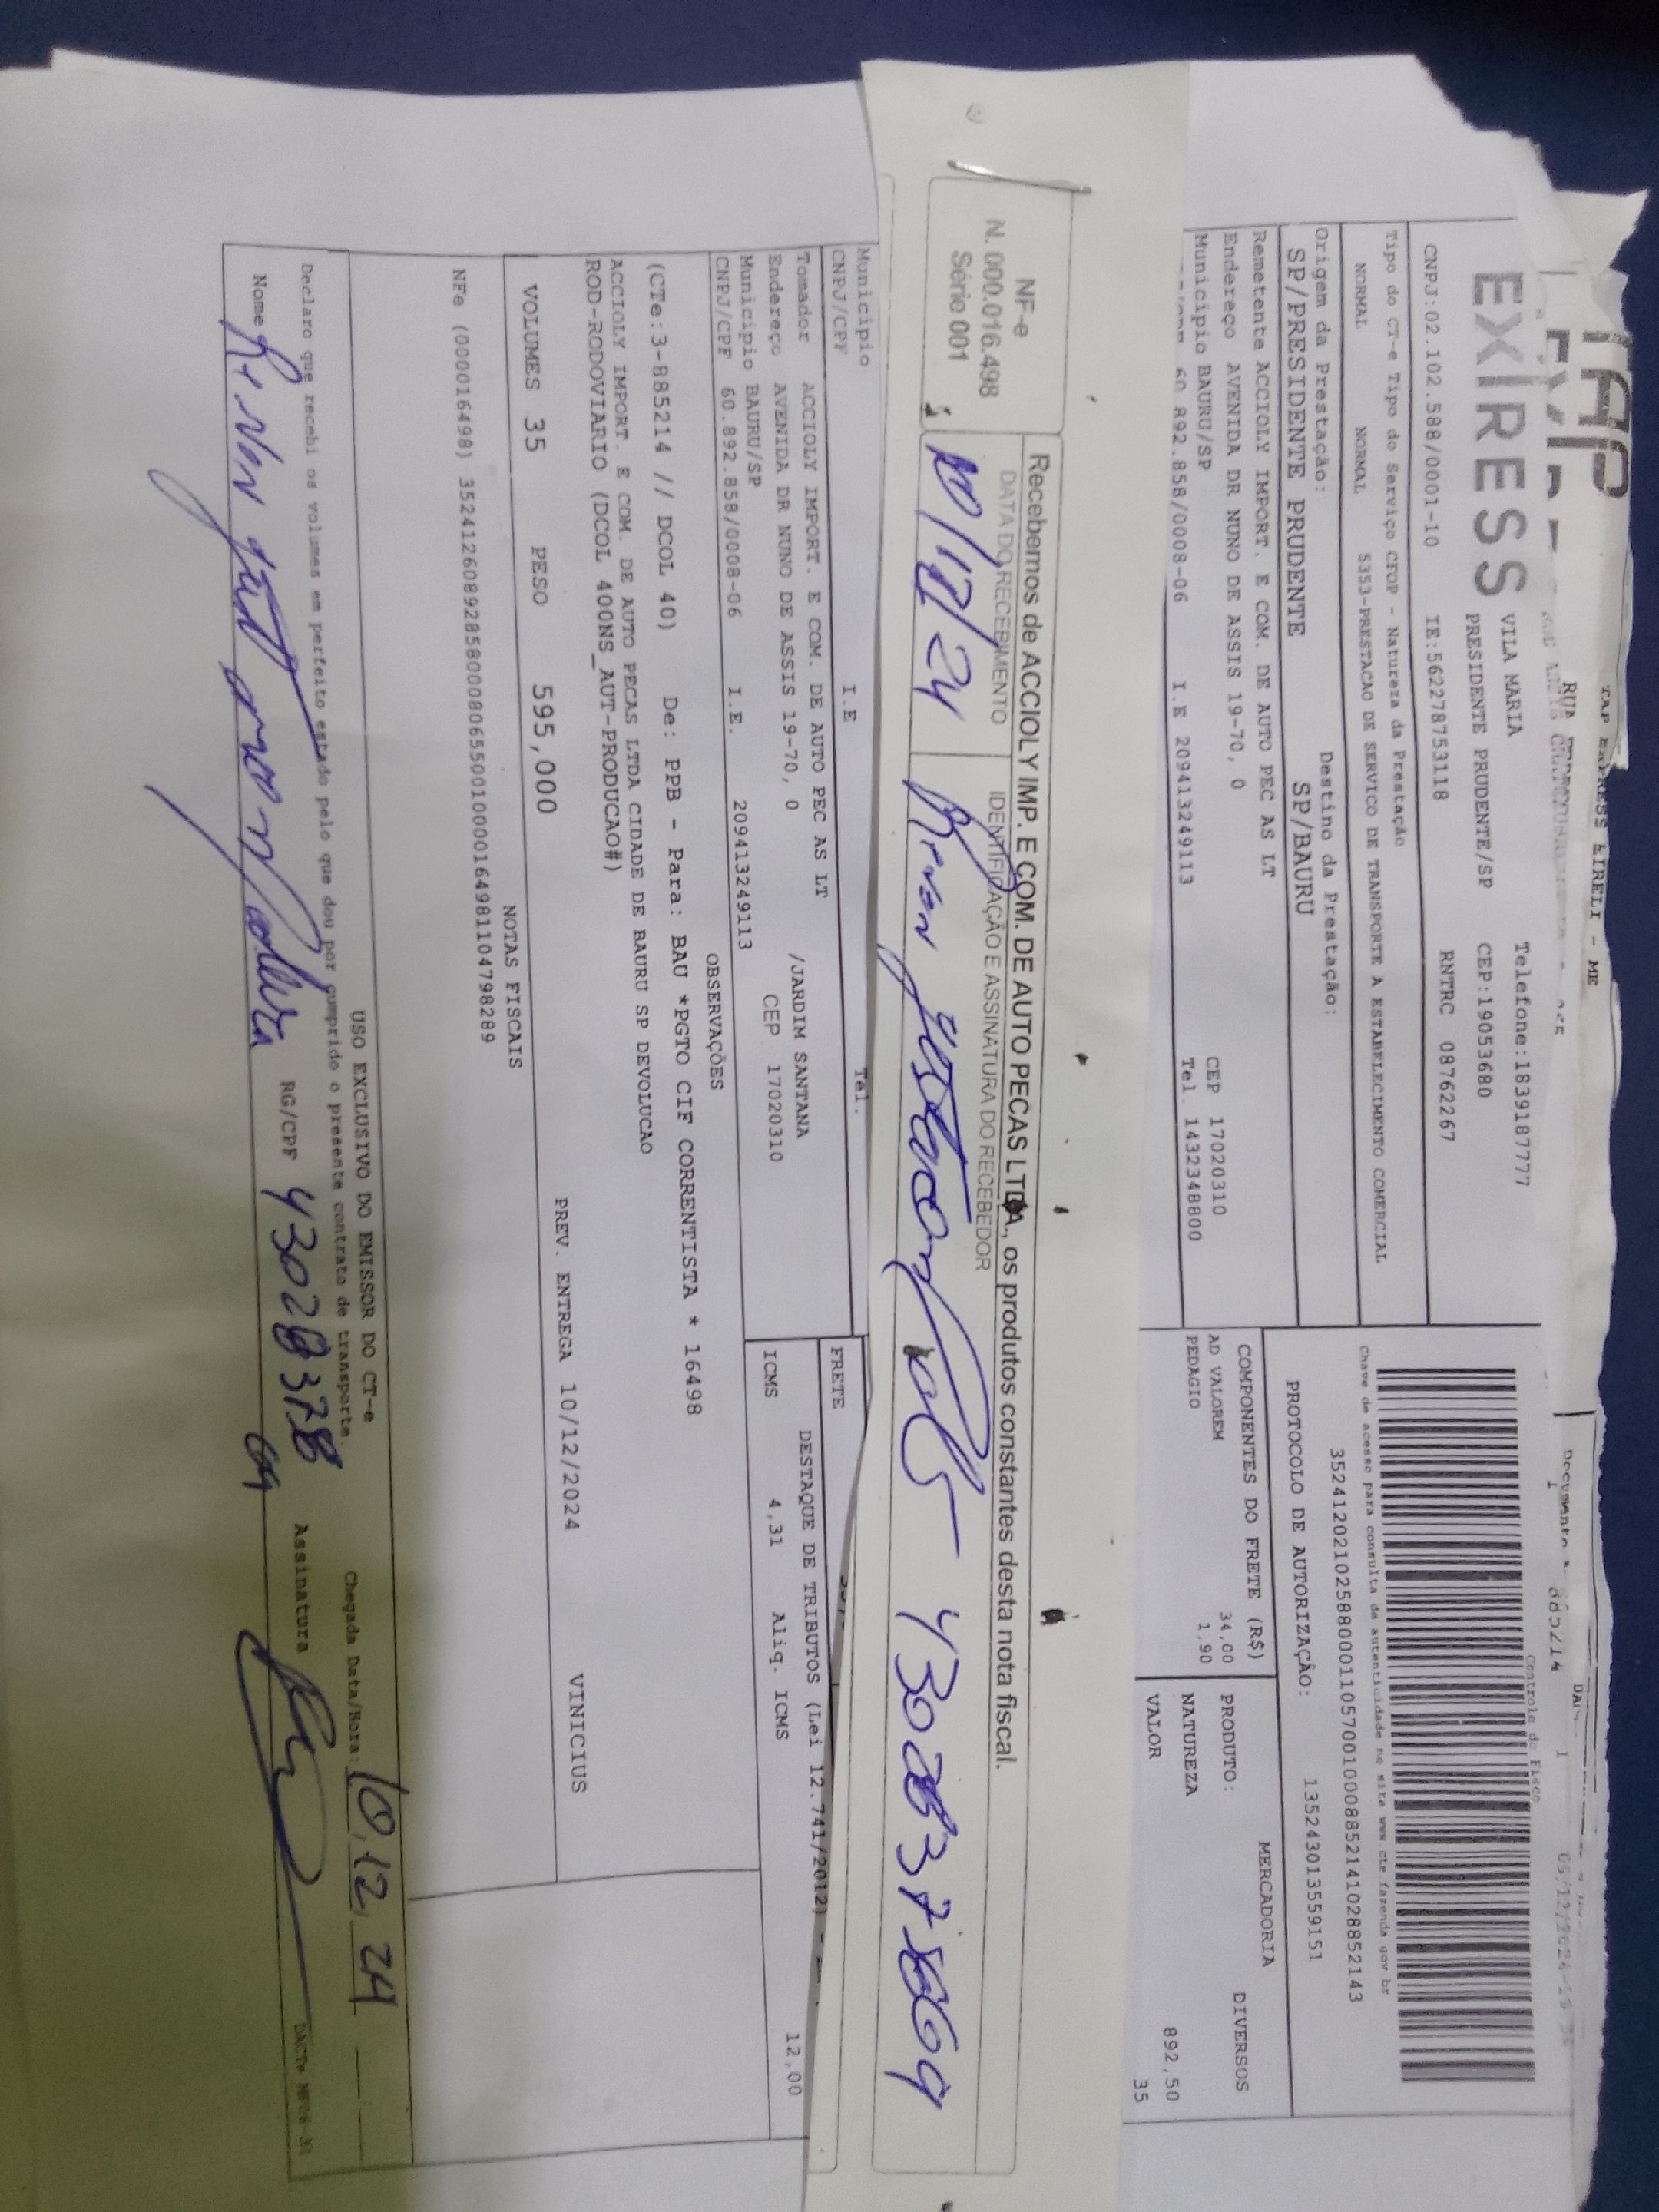 TAP EXPRESS EIRELI - ME
EXPRESS
VILA MARIA
Telefone:1839187777
PRESIDENTE PRUDENTE/SP CEP:19053680
CNPJ:02.102.588/0001-10 IE:562278753118 RNTRC 08762267
885214
Controle do Fisco
Tipo do CT-e Tipo do Serviço CFOP - Natureza da Prestação
NORMAL NORMAL 5353-PRESTACAO DE SERVICO DE TRANSPORTE A ESTABELECIMENTO COMERCIAL
Chave de acesso para consulta da autenticidade no site www cte fazenda gov br
35241202102588000110570010008852141028852143
Origem da Prestação: Destino da Prestação:
SP/PRESIDENTE PRUDENTE SP/BAURU
PROTOCOLO DE AUTORIZAÇÃO: 135243013559151
Remetente ACCIOLY IMPORT. E COM. DE AUTO PEC AS LT
Endereço AVENIDA DR NUNO DE ASSIS 19-70, 0 CEP 17020310
Município BAURU/SP Tel. 1432348800
60 892.858/0008-06 I.E 209413249113
COMPONENTES DO FRETE (R$)
AD VALOREM 34,00
PEDAGIO 1,90
MERCADORIA
PRODUTO: DIVERSOS
NATUREZA
VALOR 892,50
35
Recebemos de ACCIOLY IMP. E COM. DE AUTO PECAS LTDA., os produtos constantes desta nota fiscal.
NF-e
N. 000.016.498
Série 001
DATA DO RECEBIMENTO
IDENTIFICAÇÃO E ASSINATURA DO RECEBEDOR
10/12/24
Município Tel.
CNPJ/CPF I.E
FRETE
Tomador ACCIOLY IMPORT. E COM. DE AUTO PEC AS LT
Endereço AVENIDA DR NUNO DE ASSIS 19-70, 0 /JARDIM SANTANA
Município BAURU/SP CEP 17020310
CNPJ/CPF 60.892.858/0008-06 I.E. 209413249113
DESTAQUE DE TRIBUTOS (Lei 12.741/2012)
ICMS 4,31 Aliq. ICMS 12,00
OBSERVAÇÕES
(CTe:3-885214 // DCOL 40) De: PPB - Para: BAU *PGTO CIF CORRENTISTA * 16498
ACCIOLY IMPORT. E COM. DE AUTO PECAS LTDA CIDADE DE BAURU SP DEVOLUCAO
ROD-RODOVIARIO (DCOL 400NS_AUT-PRODUCAO#)
VINICIUS
VOLUMES 35 PESO 595,000 PREV. ENTREGA 10/12/2024
NOTAS FISCAIS
NFe (000016498) 35241260892858000806550010000164981104798289
USO EXCLUSIVO DO EMISSOR DO CT-e
Declaro que recebi os volumes em perfeito estado pelo que dou por cumprido o presente contrato de transporte.
Chegada Data/Hora: 10,12,24
Nome RG/CPF Assinatura